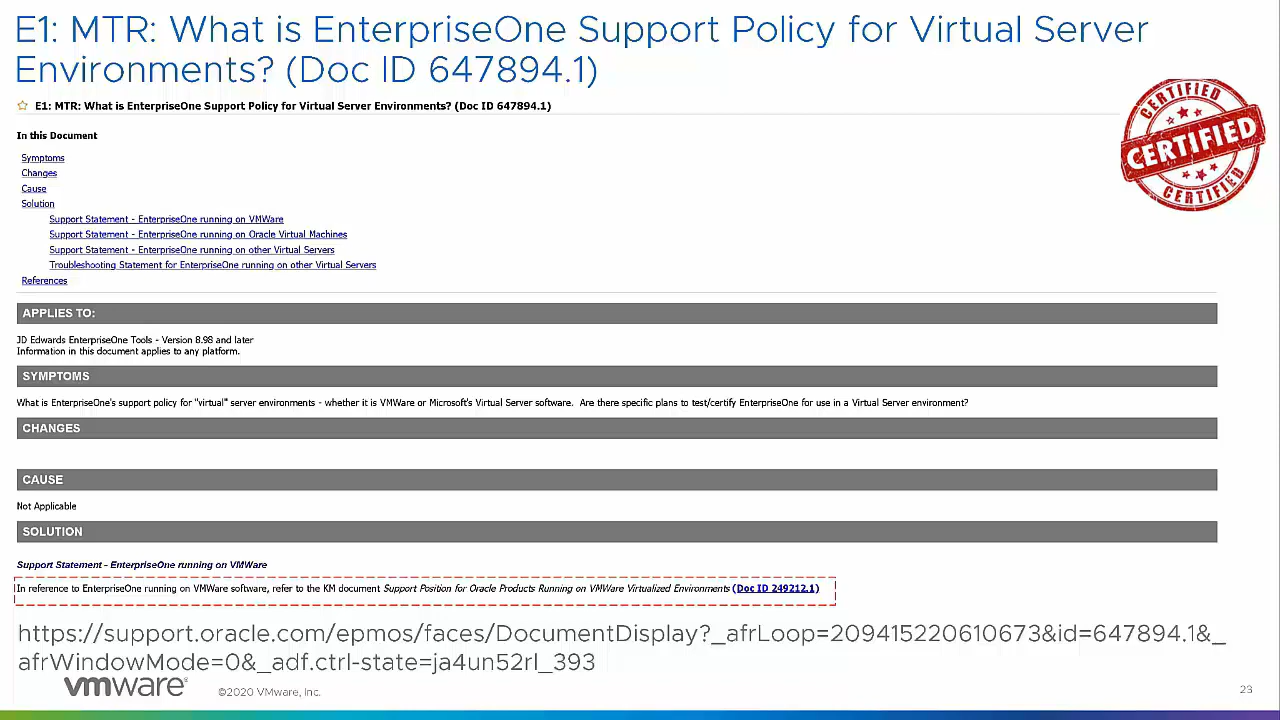 E1: MTR: What is EnterpriseOne Support Policy for Virtual Server
Environments? (Doc ID 647894.1)
E1: MTR: What is EnterpriseOne Support Policy for Virtual Server Environments? (Doc ID 647894.1)
CERTIFIED
CERTIFIED
CERTIFIED
In this Document
Symptoms
Changes
Cause
Solution
Support Statement - EnterpriseOne running on VMWare
Support Statement - EnterpriseOne running on Oracle Virtual Machines
Support Statement - EnterpriseOne running on other Virtual Servers
Troubleshooting Statement for EnterpriseOne running on other Virtual Servers
References
APPLIES TO:
JD Edwards EnterpriseOne Tools - Version 8.98 and later
Information in this document applies to any platform.
SYMPTOMS
What is EnterpriseOne's support policy for "virtual" server environments - whether it is VMWare or Microsoft's Virtual Server software. Are there specific plans to test/certify EnterpriseOne for use in a Virtual Server environment?
CHANGES
CAUSE
Not Applicable
SOLUTION
Support Statement - EnterpriseOne running on VMWare
In reference to EnterpriseOne running on VMWare software, refer to the KM document Support Position for Oracle Products Running on VMWare Virtualized Environments (Doc ID 249212.1)
https://support.oracle.com/epmos/faces/DocumentDisplay?_afrLoop=209415220610673&id=647894.1&_
afrWindowMode=0&_adf.ctrl-state=ja4un52rl_393
vmware®
©2020 VMware, Inc.
23